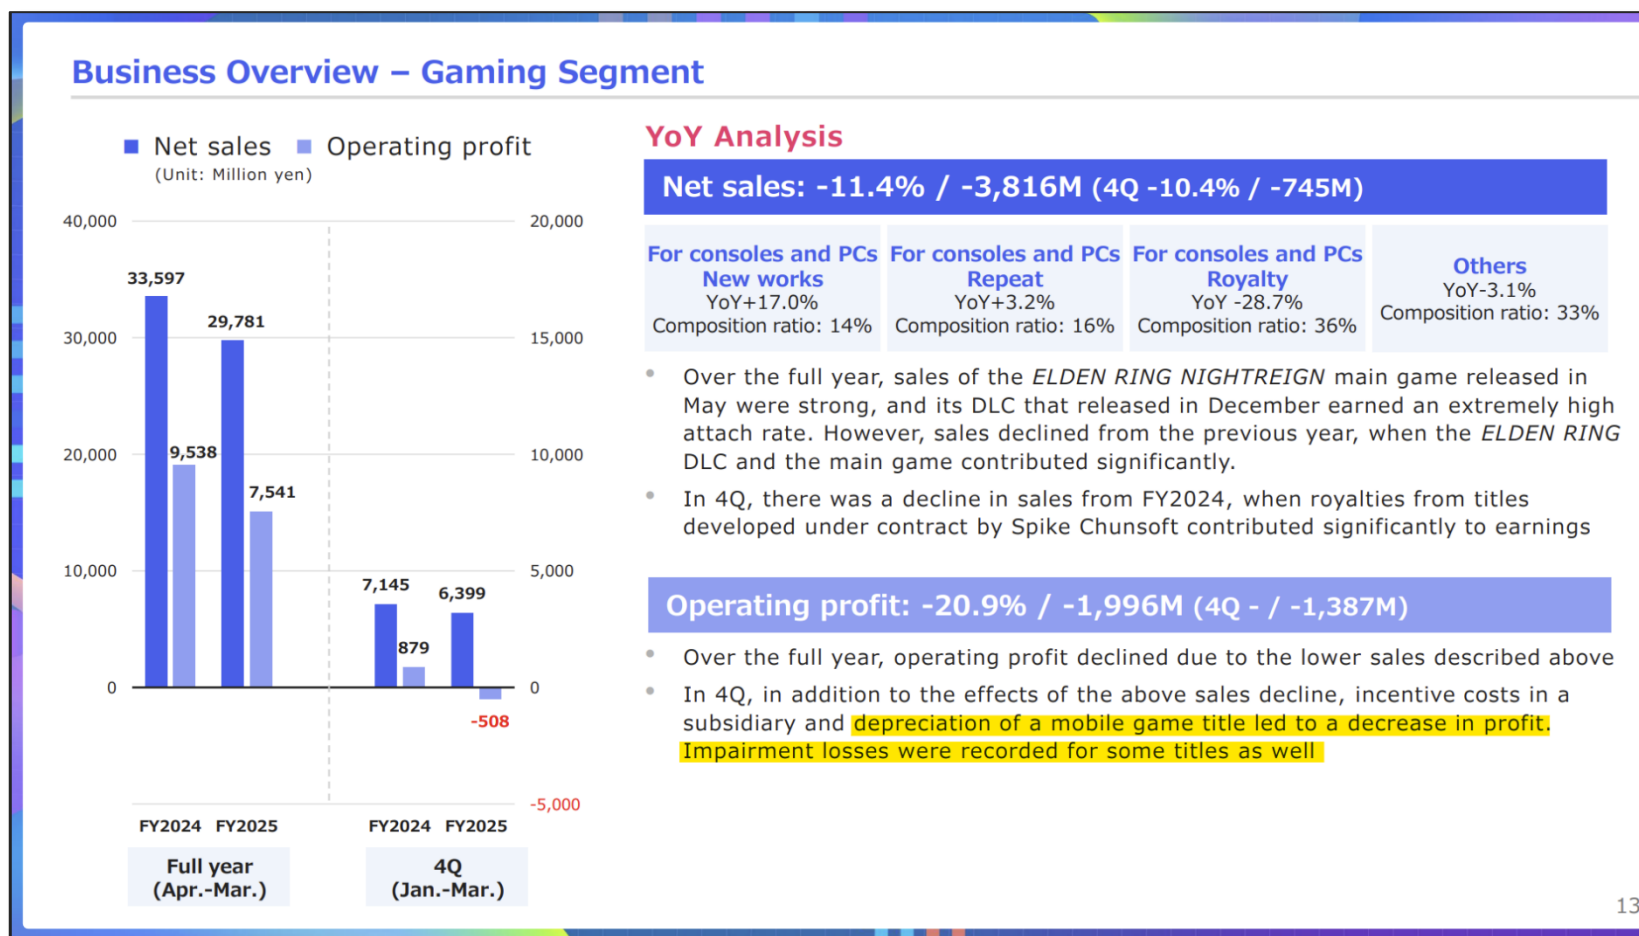 Business Overview – Gaming Segment
Net sales
Operating profit
(Unit: Million yen)
40,000
30,000
20,000
10,000
0
20,000
15,000
10,000
5,000
0
-5,000
33,597
9,538
29,781
7,541
7,145
879
6,399
-508
FY2024 FY2025
FY2024 FY2025
Full year
(Apr.-Mar.)
4Q
(Jan.-Mar.)
YoY Analysis
Net sales: -11.4% / -3,816M (4Q -10.4% / -745M)
For consoles and PCs
New works
YoY+17.0%
Composition ratio: 14%
For consoles and PCs
Repeat
YoY+3.2%
Composition ratio: 16%
For consoles and PCs
Royalty
YoY -28.7%
Composition ratio: 36%
Others
YoY-3.1%
Composition ratio: 33%
• Over the full year, sales of the ELDEN RING NIGHTREIGN main game released in
May were strong, and its DLC that released in December earned an extremely high
attach rate. However, sales declined from the previous year, when the ELDEN RING
DLC and the main game contributed significantly.
• In 4Q, there was a decline in sales from FY2024, when royalties from titles
developed under contract by Spike Chunsoft contributed significantly to earnings
Operating profit: -20.9% / -1,996M (4Q - / -1,387M)
• Over the full year, operating profit declined due to the lower sales described above
• In 4Q, in addition to the effects of the above sales decline, incentive costs in a
subsidiary and depreciation of a mobile game title led to a decrease in profit.
Impairment losses were recorded for some titles as well
13